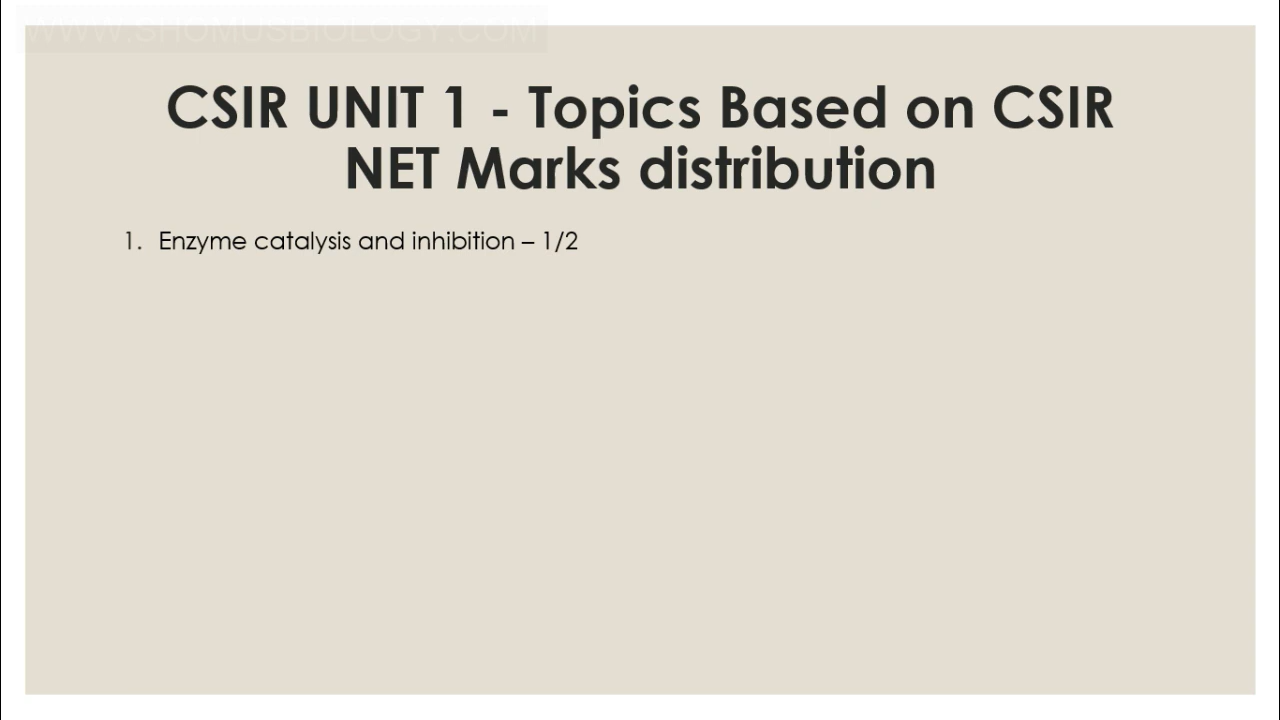 WWW.SHOMUSBIOLOGY.COM
CSIR UNIT 1 - Topics Based on CSIR
NET Marks distribution
1. Enzyme catalysis and inhibition – 1/2